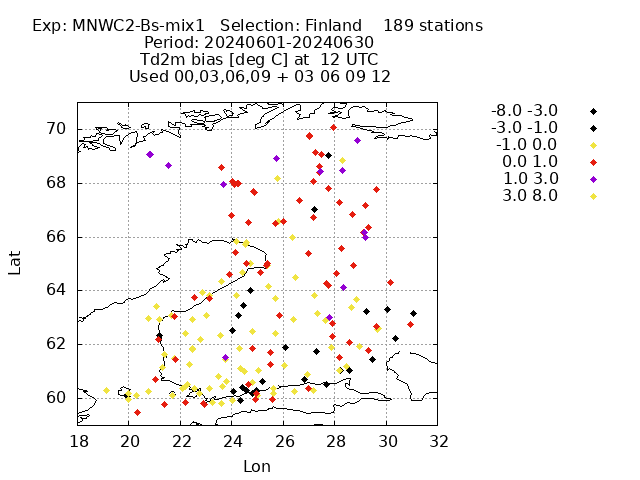 Exp: MNWC2-Bs-mix1   Selection: Finland    189 stations
Period: 20240601-20240630
Td2m bias [deg C] at  12 UTC
Used 00,03,06,09 + 03 06 09 12
-8.0 -3.0
-3.0 -1.0
-1.0 0.0
0.0 1.0
1.0 3.0
3.0 8.0
70
68
66
64
62
60
Lat
18 20 22 24 26 28 30 32
Lon